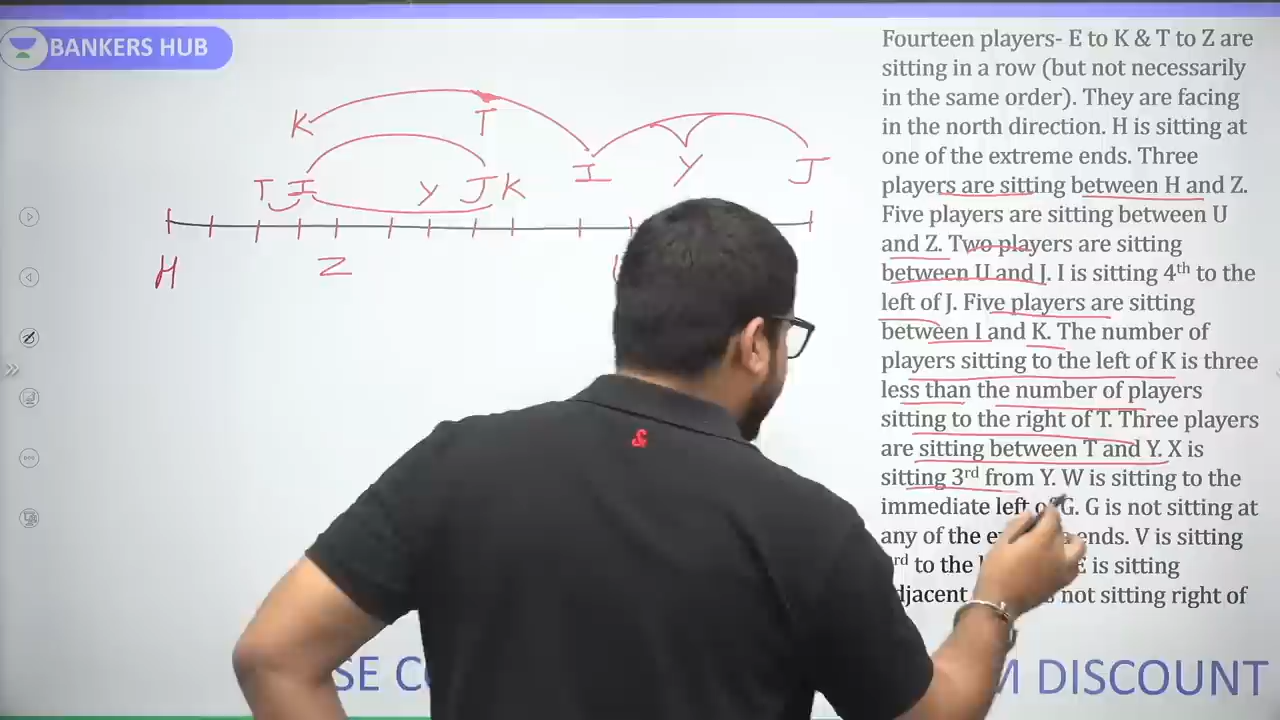 BANKERS HUB
Fourteen players- E to K & T to Z are
sitting in a row (but not necessarily
in the same order). They are facing
in the north direction. H is sitting at
one of the extreme ends. Three
players are sitting between H and Z.
Five players are sitting between U
and Z. Two players are sitting
between U and J. I is sitting 4th to the
left of J. Five players are sitting
between I and K. The number of
players sitting to the left of K is three
less than the number of players
sitting to the right of T. Three players
are sitting between T and Y. X is
sitting 3rd from Y. W is sitting to the
immediate left of G. G is not sitting at
any of the ends. V is sitting
rd to the E is sitting
not sitting right of
K T
I Y J
T I Y J K
H Z
SE
M DISCOUNT